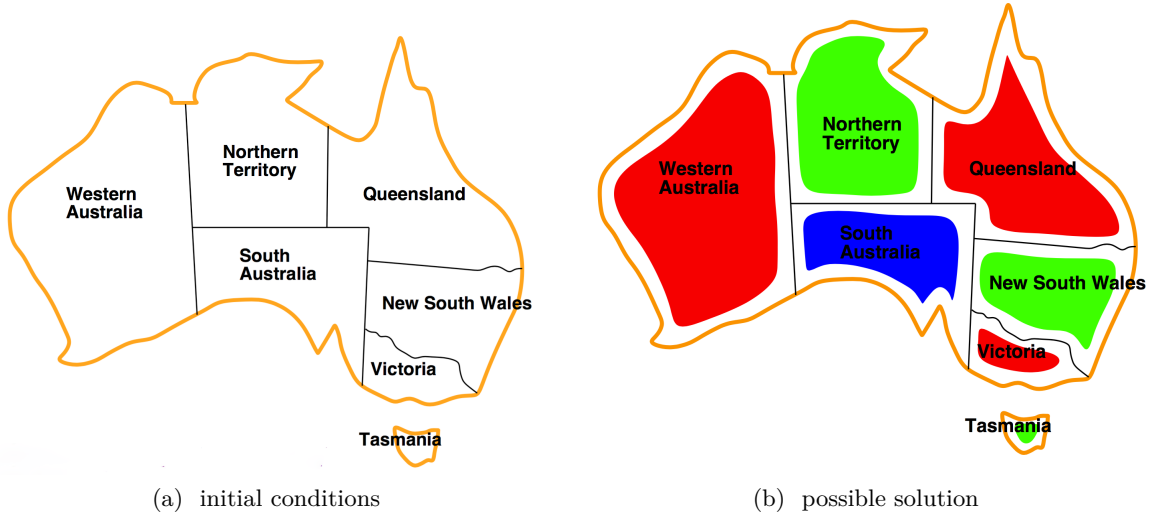 Northern
Territory
Western
Australia
Queensland
South
Australia
New South Wales
Victoria
Tasmania
(a) initial conditions
Northern
Territory
Western
Australia
Queensland
South
Australia
New South Wales
Victoria
Tasmania
(b) possible solution